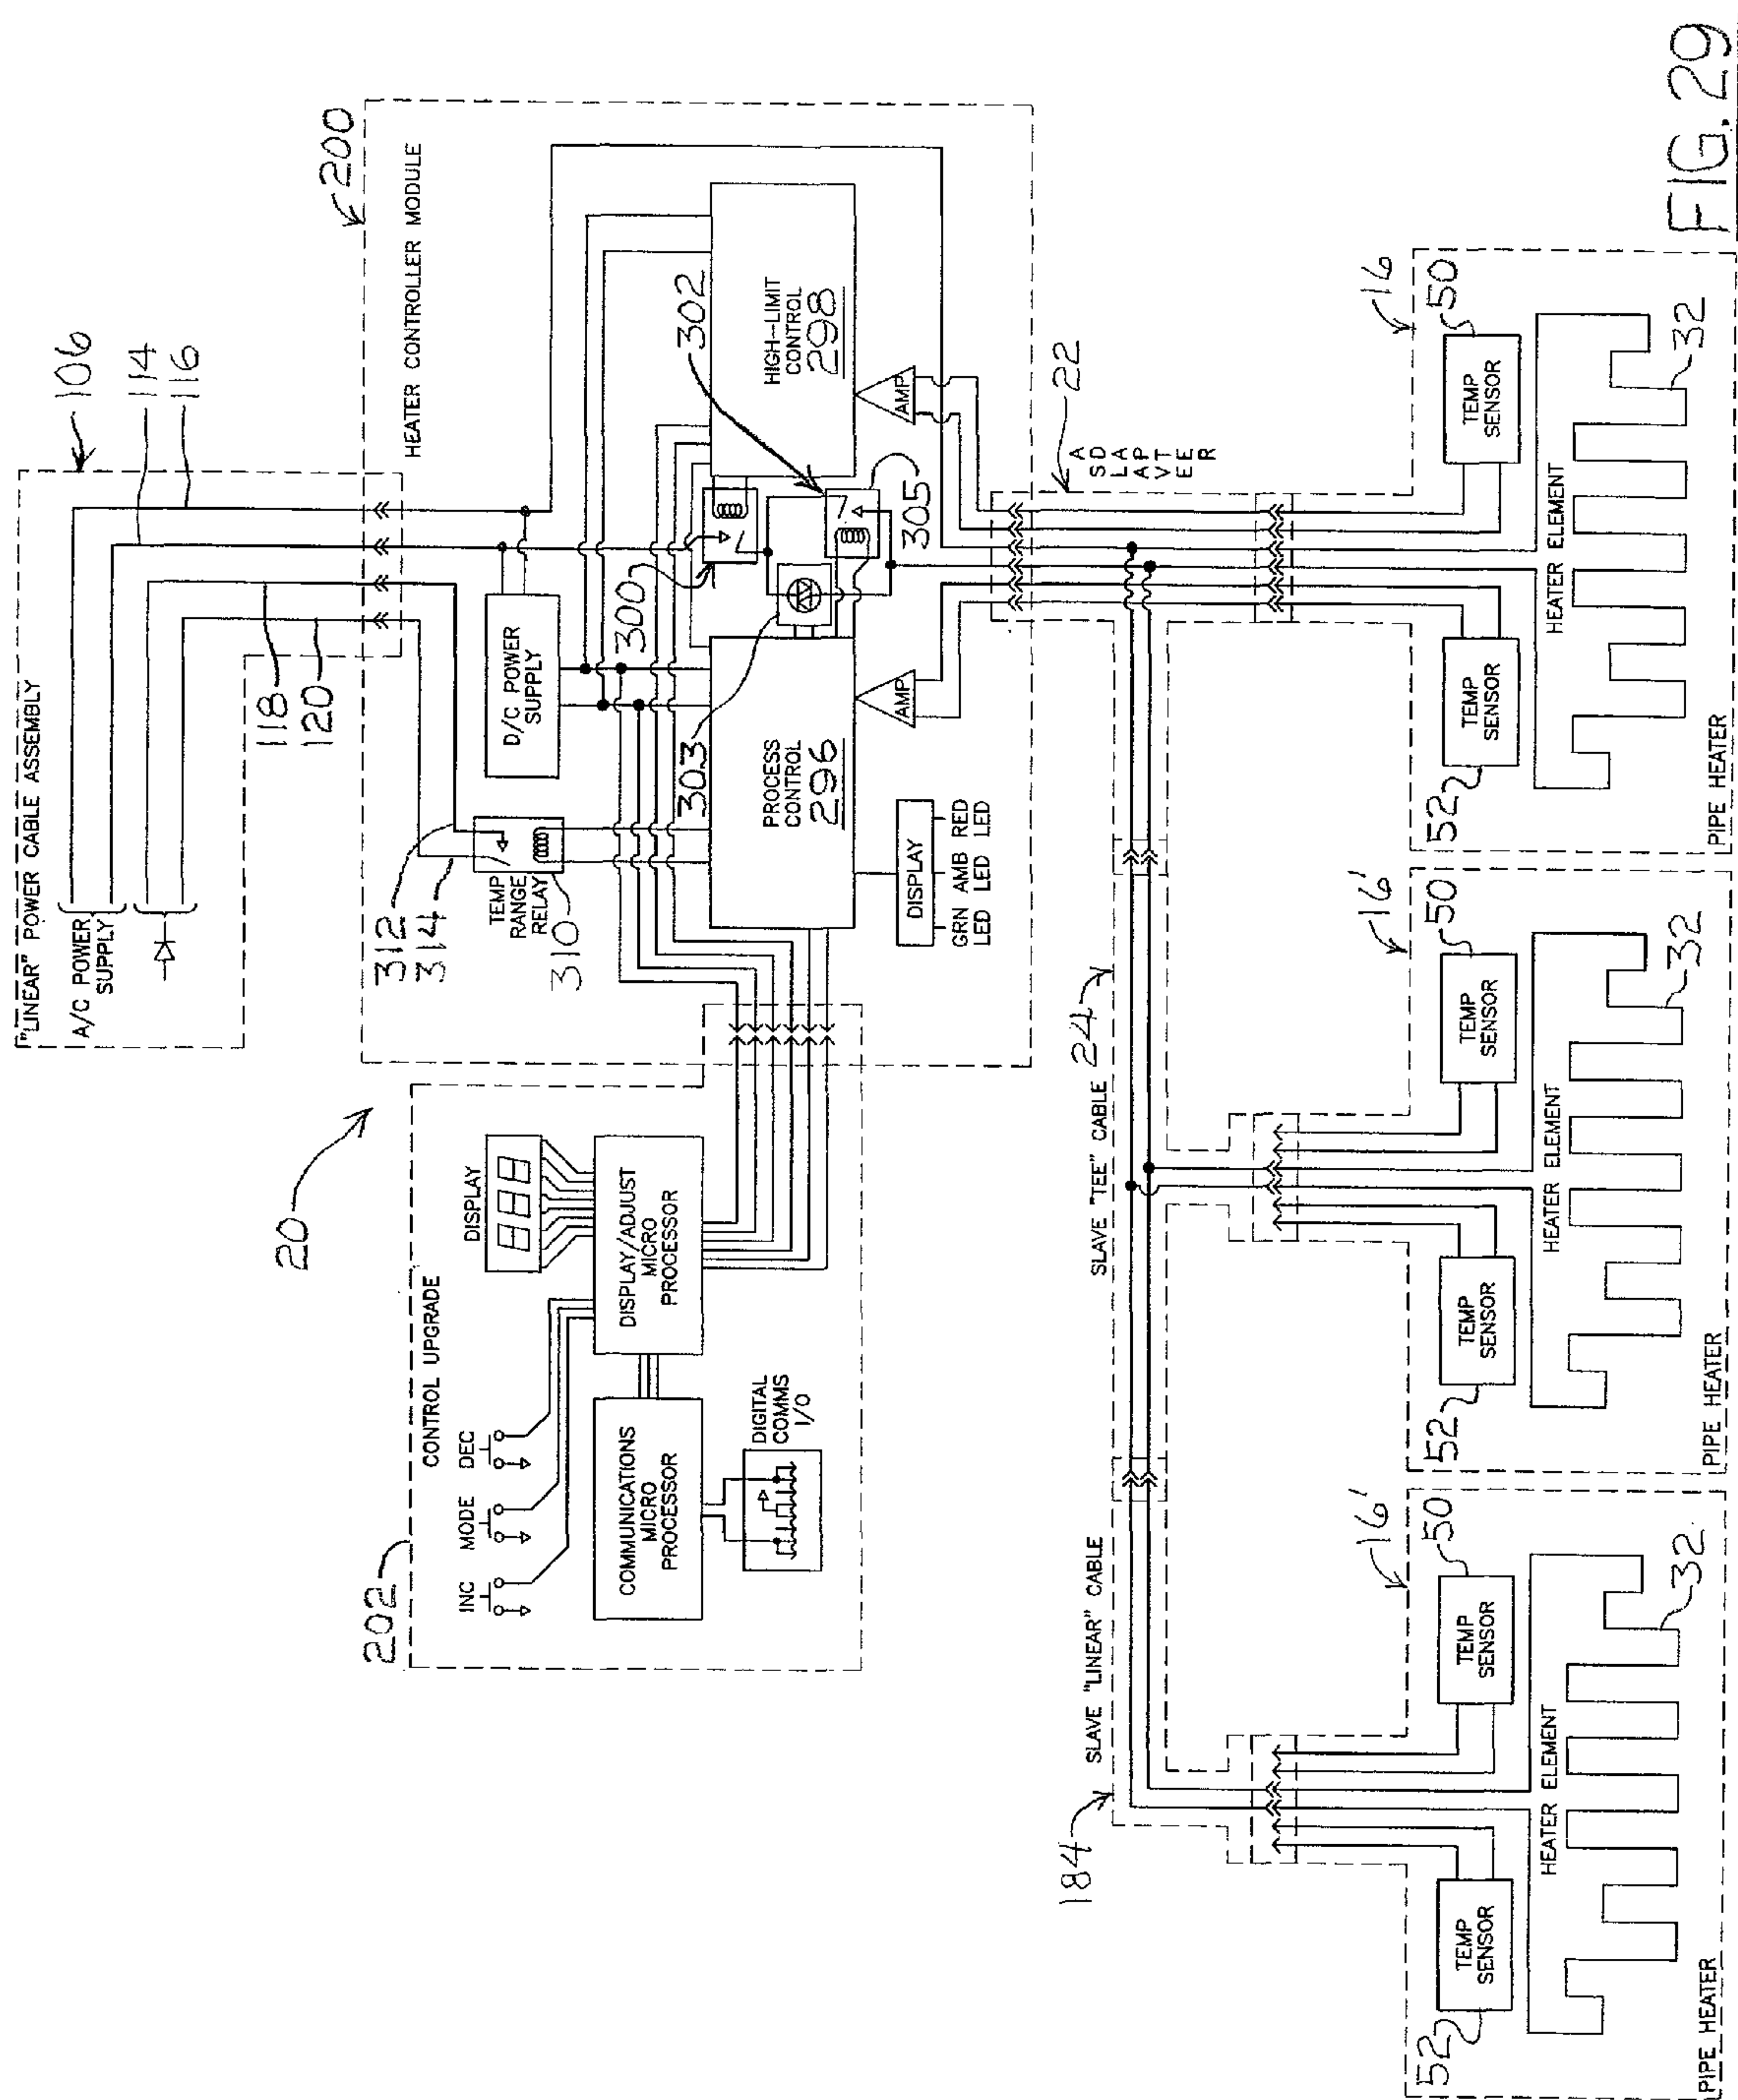 "LINEAR" POWER CABLE ASSEMBLY
A/C POWER
SUPPLY
106
114
116
118
120
200
HEATER CONTROLLER MODULE
312
314
TEMP
RANGE
RELAY
310
D/C POWER
SUPPLY
300
302
303
305
PROCESS
CONTROL
296
HIGH-LIMIT
CONTROL
298
AMP
AMP
DISPLAY
GRN AMB RED
LED LED LED
20
202
CONTROL UPGRADE
INC MODE DEC
DISPLAY
COMMUNICATIONS
MICRO
PROCESSOR
DISPLAY/ADJUST
MICRO
PROCESSOR
DIGITAL
COMMS
I/O
184
SLAVE "LINEAR" CABLE
SLAVE "TEE" CABLE
24
22
SLAVE
ADAPTER
16'
52
50
TEMP
SENSOR
TEMP
SENSOR
HEATER ELEMENT
32
PIPE HEATER
16'
52
50
TEMP
SENSOR
TEMP
SENSOR
HEATER ELEMENT
32
PIPE HEATER
16
52
50
TEMP
SENSOR
TEMP
SENSOR
HEATER ELEMENT
32
PIPE HEATER
FIG. 29